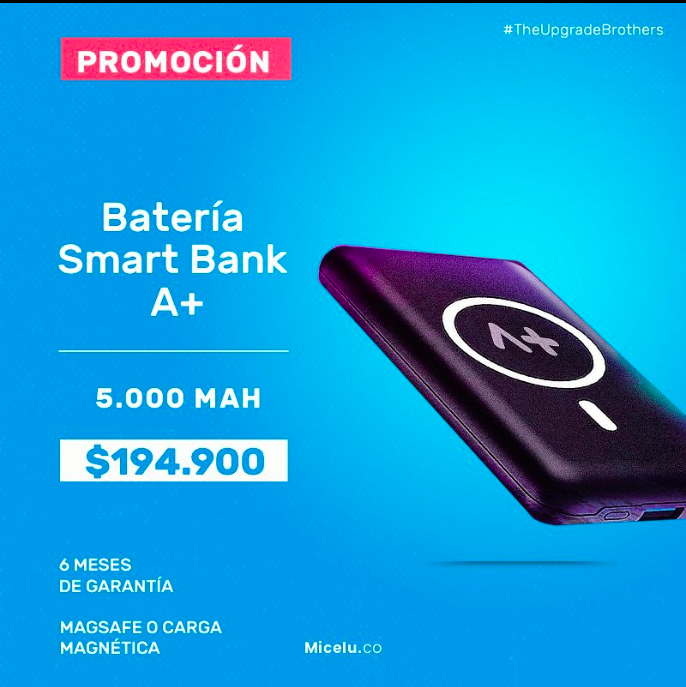 #TheUpgradeBrothers
PROMOCIÓN
Batería
Smart Bank
A+
5.000 MAH
$194.900
6 MESES
DE GARANTÍA
MAGSAFE O CARGA
MAGNÉTICA
Micelu.co
A+